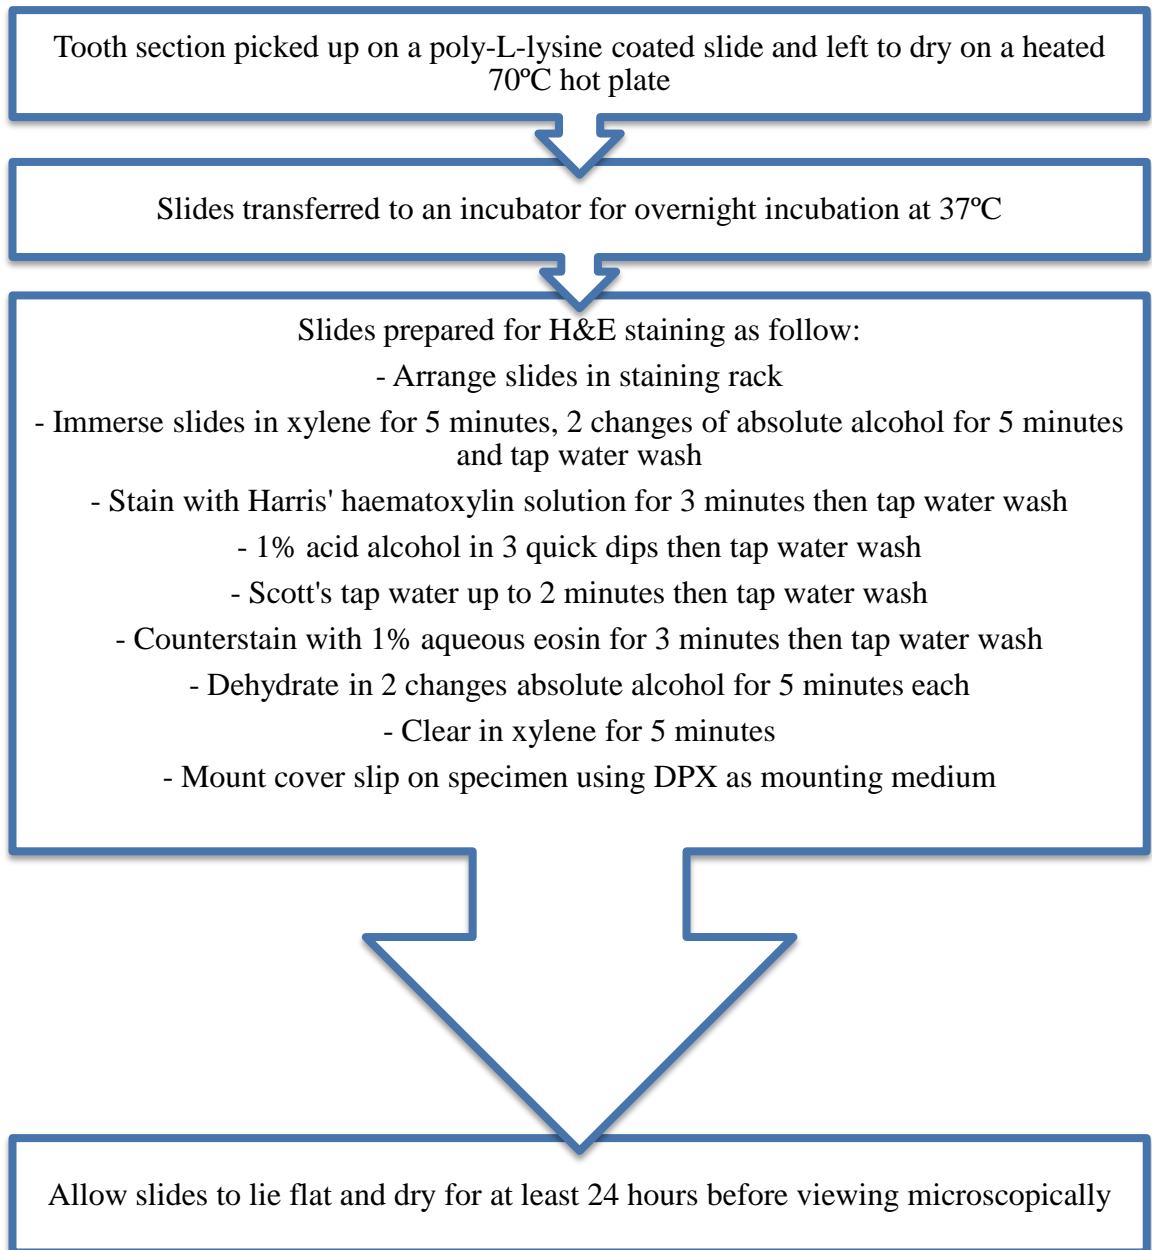 Tooth section picked up on a poly-L-lysine coated slide and left to dry on a heated
70ºC hot plate
Slides transferred to an incubator for overnight incubation at 37ºC
Slides prepared for H&E staining as follow:
- Arrange slides in staining rack
- Immerse slides in xylene for 5 minutes, 2 changes of absolute alcohol for 5 minutes
and tap water wash
- Stain with Harris' haematoxylin solution for 3 minutes then tap water wash
- 1% acid alcohol in 3 quick dips then tap water wash
- Scott's tap water up to 2 minutes then tap water wash
- Counterstain with 1% aqueous eosin for 3 minutes then tap water wash
- Dehydrate in 2 changes absolute alcohol for 5 minutes each
- Clear in xylene for 5 minutes
- Mount cover slip on specimen using DPX as mounting medium
Allow slides to lie flat and dry for at least 24 hours before viewing microscopically